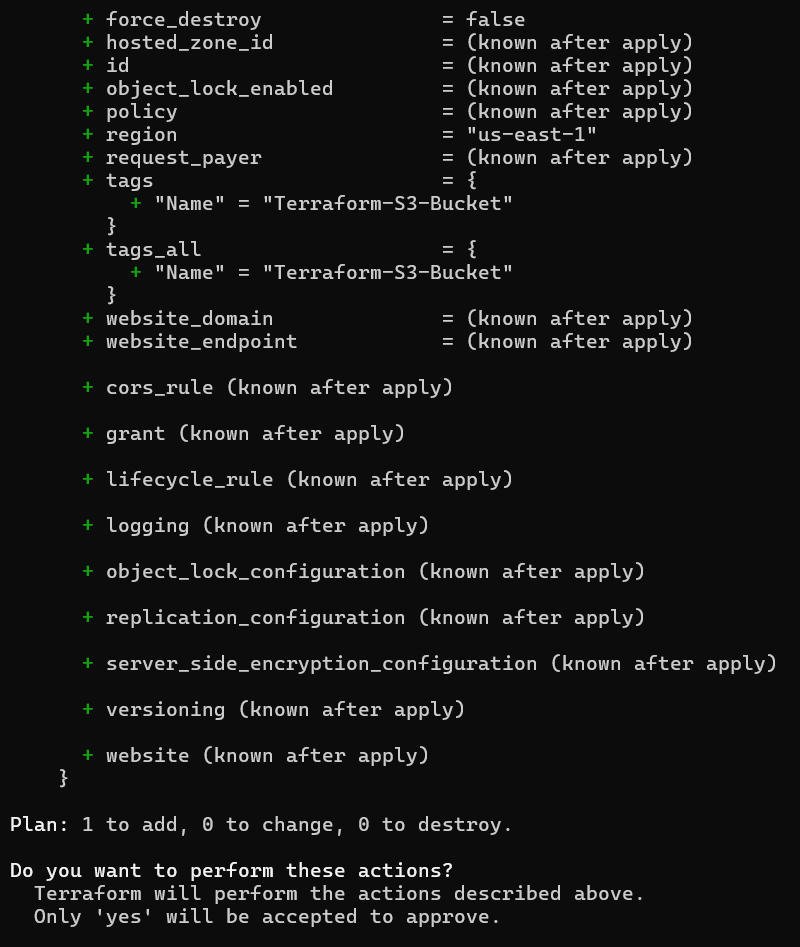 + force_destroy               = false
+ hosted_zone_id              = (known after apply)
+ id                          = (known after apply)
+ object_lock_enabled         = (known after apply)
+ policy                      = (known after apply)
+ region                      = "us-east-1"
+ request_payer               = (known after apply)
+ tags                        = {
    + "Name" = "Terraform-S3-Bucket"
  }
+ tags_all                    = {
    + "Name" = "Terraform-S3-Bucket"
  }
+ website_domain              = (known after apply)
+ website_endpoint            = (known after apply)

+ cors_rule (known after apply)

+ grant (known after apply)

+ lifecycle_rule (known after apply)

+ logging (known after apply)

+ object_lock_configuration (known after apply)

+ replication_configuration (known after apply)

+ server_side_encryption_configuration (known after apply)

+ versioning (known after apply)

+ website (known after apply)
}

Plan: 1 to add, 0 to change, 0 to destroy.

Do you want to perform these actions?
  Terraform will perform the actions described above.
  Only 'yes' will be accepted to approve.